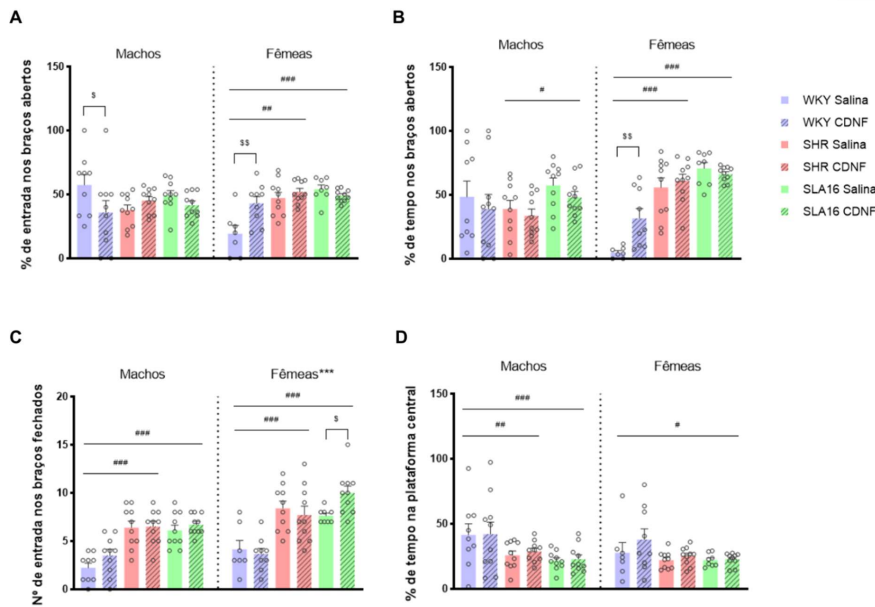 A
Machos
Fêmeas
% de entrada nos braços abertos
150
100
50
0
$
###
##
$$
B
Machos
Fêmeas
% de tempo nos braços abertos
150
100
50
0
#
###
###
$$
WKY Salina
WKY CDNF
SHR Salina
SHR CDNF
SLA16 Salina
SLA16 CDNF
C
Machos
Fêmeas***
Nº de entrada nos braços fechados
20
15
10
5
0
###
###
###
###
$
D
Machos
Fêmeas
% de tempo na plataforma central
150
100
50
0
###
##
#